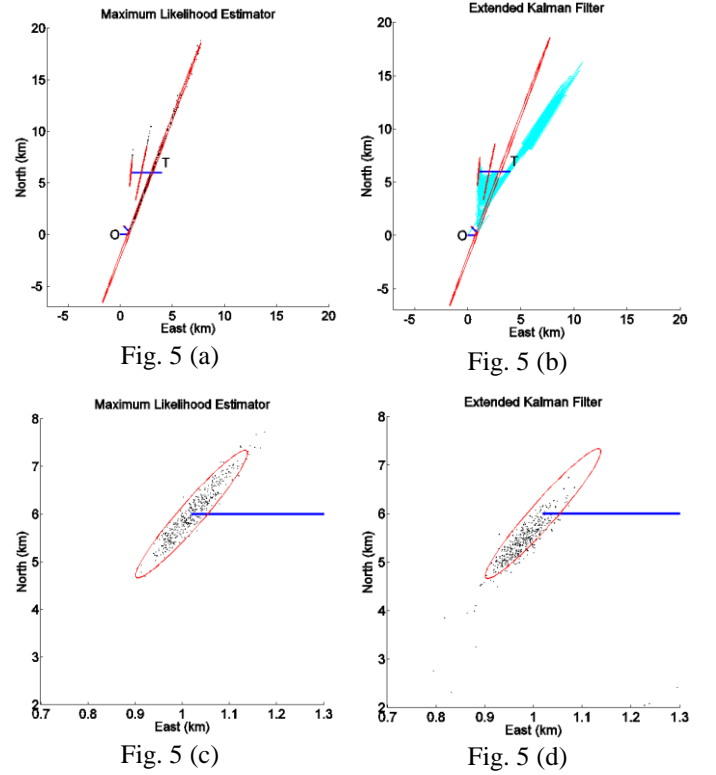 Maximum Likelihood Estimator
20
15
10
5
0
-5
North (km)
T
O
-5 0 5 10 15 20
East (km)
Fig. 5 (a)
Extended Kalman Filter
20
15
10
5
0
-5
North (km)
T
O
-5 0 5 10 15 20
East (km)
Fig. 5 (b)
Maximum Likelihood Estimator
8
7
6
5
4
3
2
North (km)
0.7 0.8 0.9 1 1.1 1.2 1.3
East (km)
Fig. 5 (c)
Extended Kalman Filter
8
7
6
5
4
3
2
North (km)
0.7 0.8 0.9 1 1.1 1.2 1.3
East (km)
Fig. 5 (d)